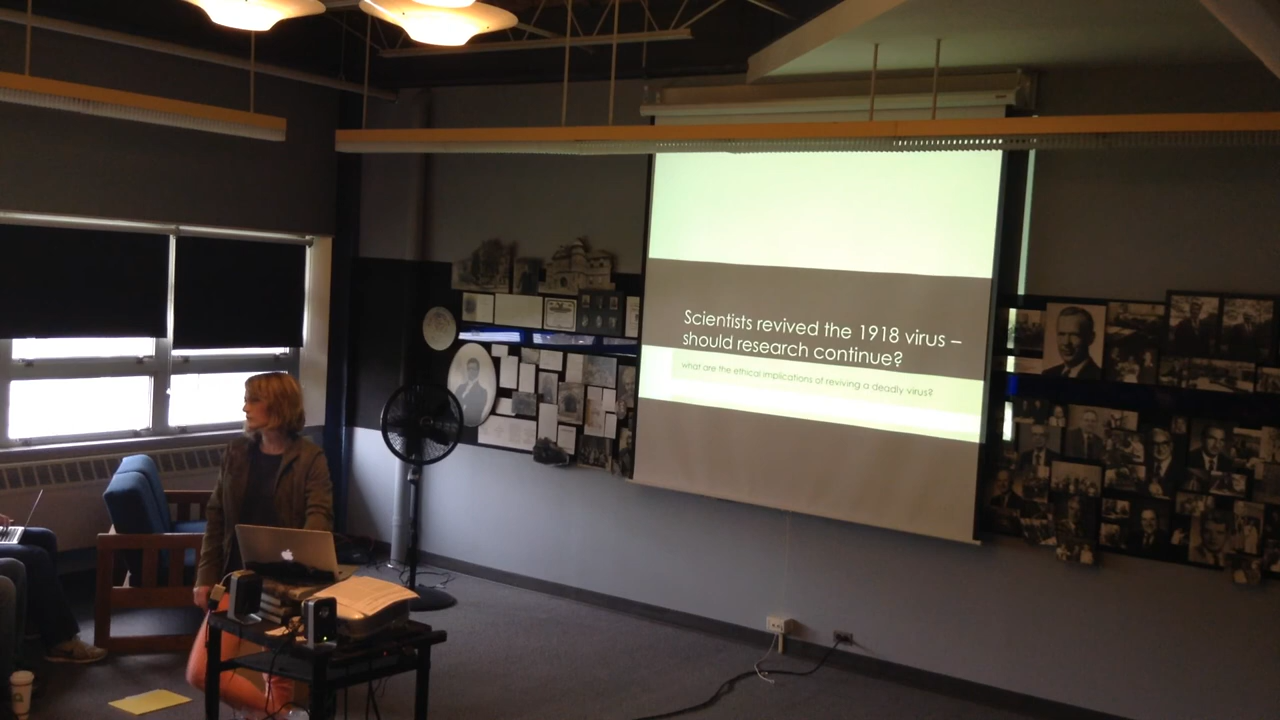 Scientists revived the 1918 virus –
should research continue?
what are the ethical implications of reviving a deadly virus?